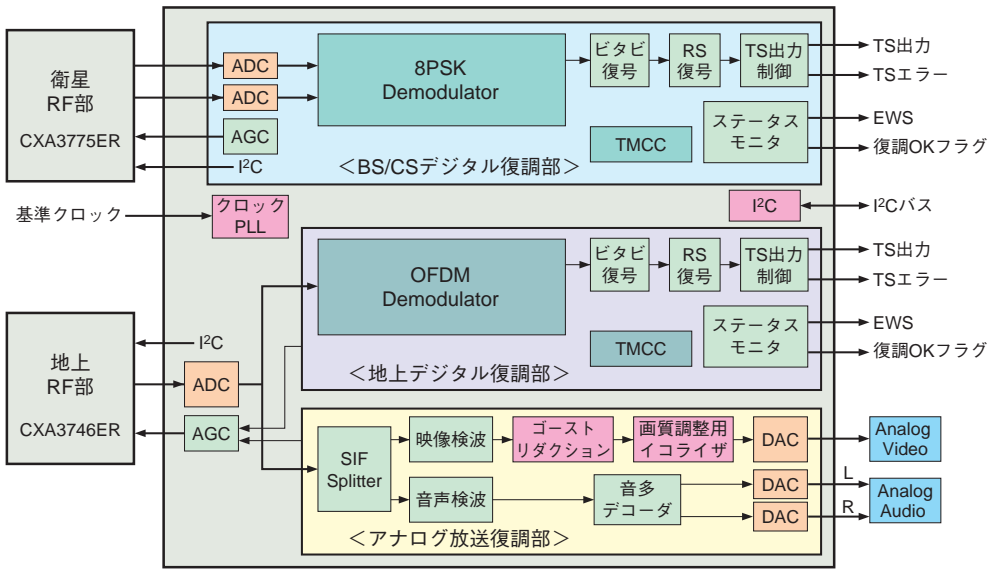 衛星
RF部
CXA3775ER
ADC
ADC
AGC
I²C
8PSK
Demodulator
ビタビ
復号
RS
復号
TS出力
制御
TMCC
ステータス
モニタ
＜BS/CSデジタル復調部＞
TS出力
TSエラー
EWS
復調OKフラグ
基準クロック
クロック
PLL
I²C
I²Cバス
OFDM
Demodulator
ビタビ
復号
RS
復号
TS出力
制御
TMCC
ステータス
モニタ
＜地上デジタル復調部＞
TS出力
TSエラー
EWS
復調OKフラグ
地上
RF部
CXA3746ER
I²C
ADC
AGC
SIF
Splitter
映像検波
ゴースト
リダクション
画質調整用
イコライザ
DAC
Analog
Video
音声検波
音多
デコーダ
DAC
DAC
L
R
Analog
Audio
＜アナログ放送復調部＞